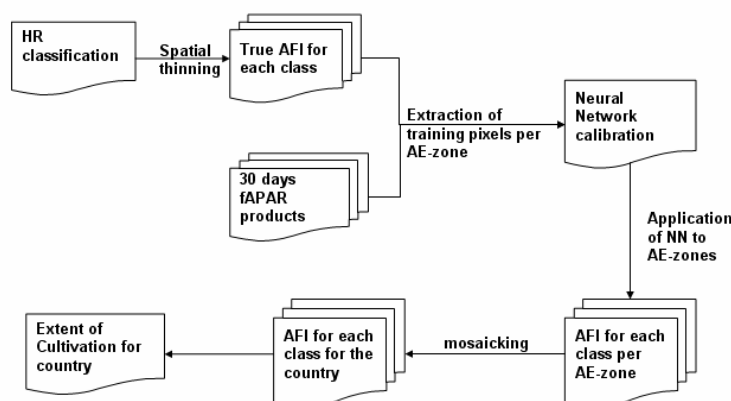 HR
classification
Spatial
thinning
True AFI for
each class
30 days
fAPAR
products
Extraction of
training pixels per
AE-zone
Neural
Network
calibration
Application
of NN to
AE-zones
AFI for each
class per
AE-zone
mosaicking
AFI for each
class for the
country
Extent of
Cultivation for
country